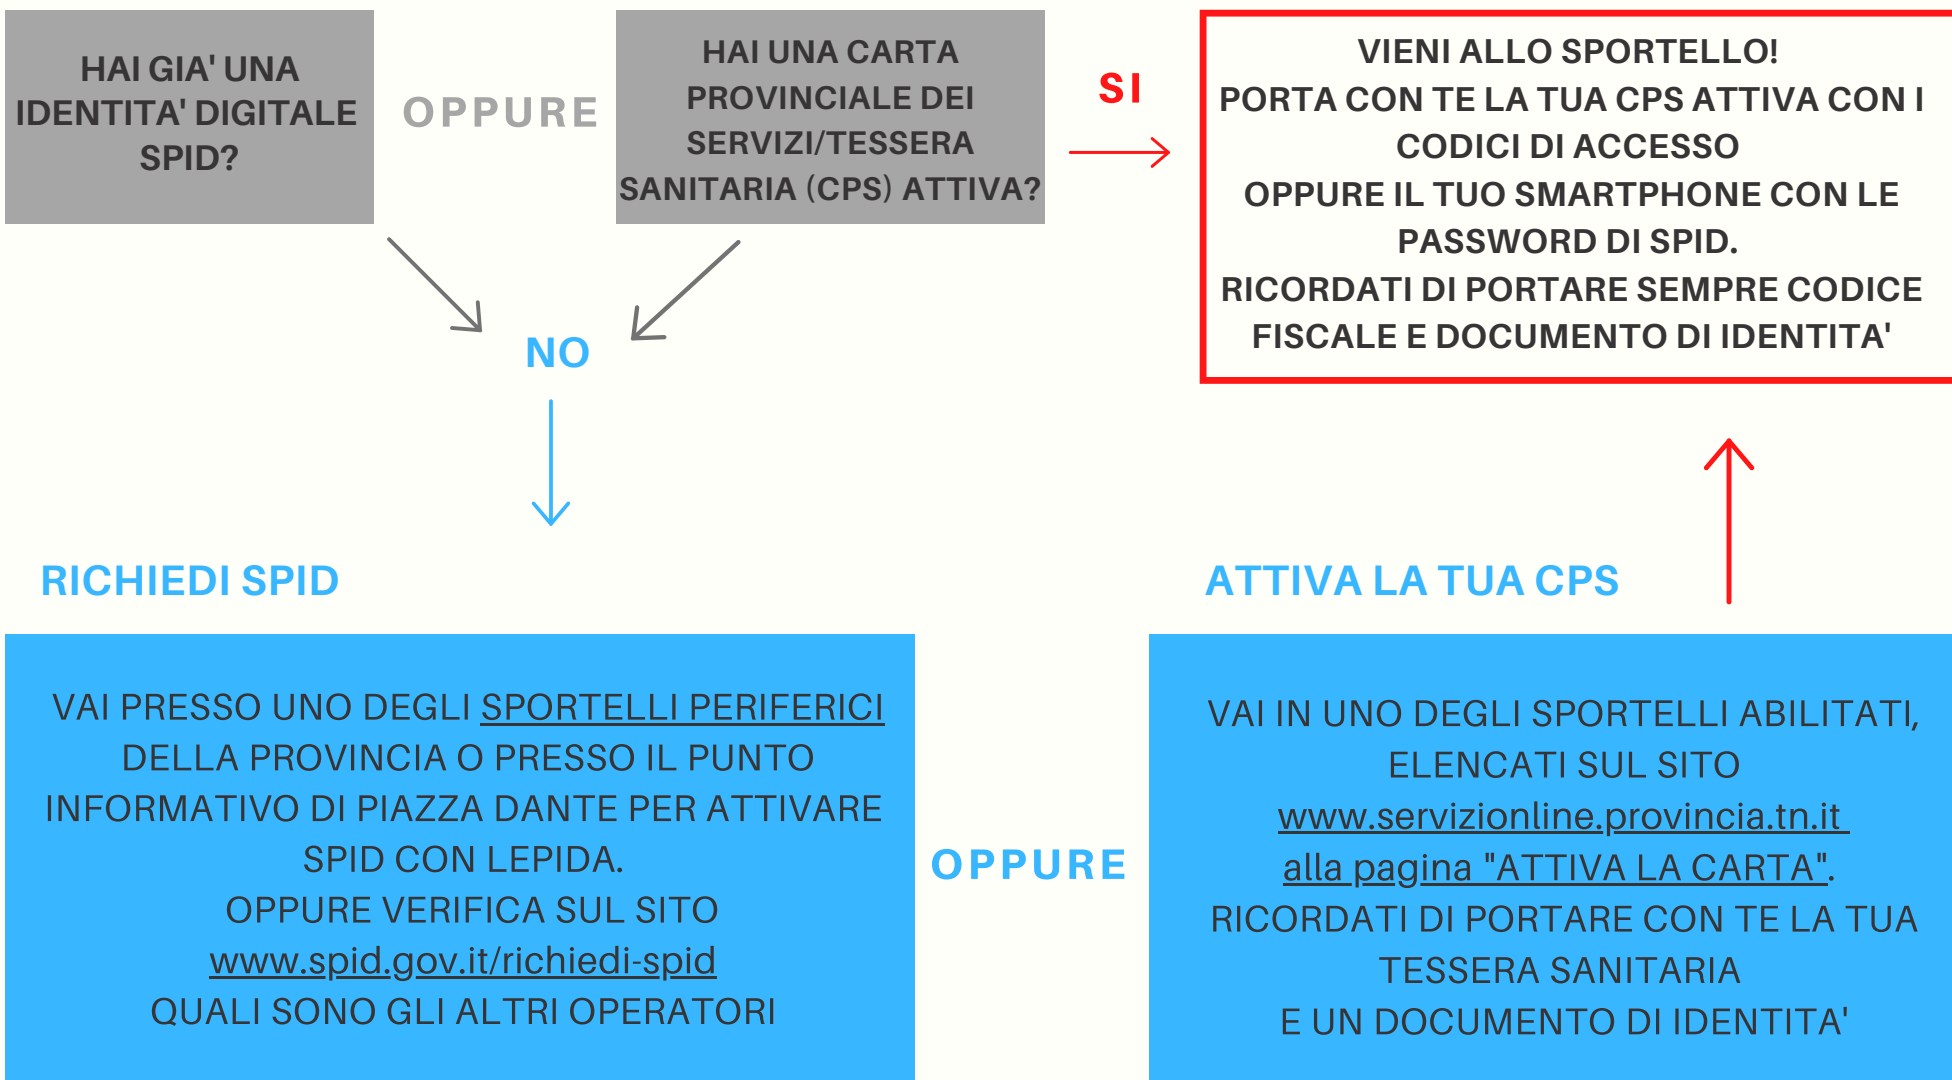 HAI GIA' UNA
IDENTITA' DIGITALE
SPID?
OPPURE
HAI UNA CARTA
PROVINCIALE DEI
SERVIZI/TESSERA
SANITARIA (CPS) ATTIVA?
SI
VIENI ALLO SPORTELLO!
PORTA CON TE LA TUA CPS ATTIVA CON I
CODICI DI ACCESSO
OPPURE IL TUO SMARTPHONE CON LE
PASSWORD DI SPID.
RICORDATI DI PORTARE SEMPRE CODICE
FISCALE E DOCUMENTO DI IDENTITA'
NO
RICHIEDI SPID
VAI PRESSO UNO DEGLI SPORTELLI PERIFERICI
DELLA PROVINCIA O PRESSO IL PUNTO
INFORMATIVO DI PIAZZA DANTE PER ATTIVARE
SPID CON LEPIDA.
OPPURE VERIFICA SUL SITO
www.spid.gov.it/richiedi-spid
QUALI SONO GLI ALTRI OPERATORI
OPPURE
ATTIVA LA TUA CPS
VAI IN UNO DEGLI SPORTELLI ABILITATI,
ELENCATI SUL SITO
www.servizionline.provincia.tn.it
alla pagina "ATTIVA LA CARTA".
RICORDATI DI PORTARE CON TE LA TUA
TESSERA SANITARIA
E UN DOCUMENTO DI IDENTITA'